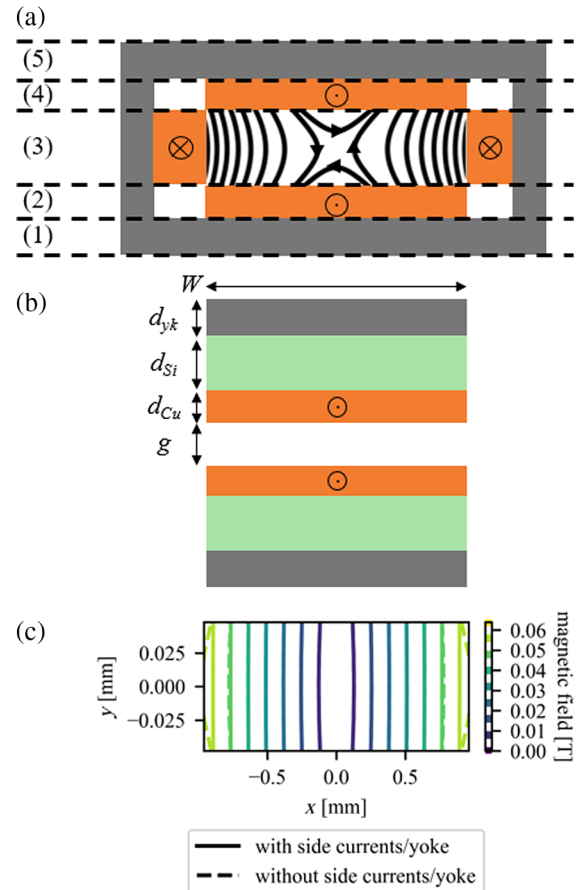 (a)
(5)
(4)
(3)
(2)
(1)
(b)
W
d_yk
d_Si
d_Cu
g
(c)
y [mm]
0.025
0.000
−0.025
−0.5
0.0
0.5
x [mm]
0.06
0.05
0.04
0.03
0.02
0.01
0.00
magnetic field [T]
with side currents/yoke
without side currents/yoke